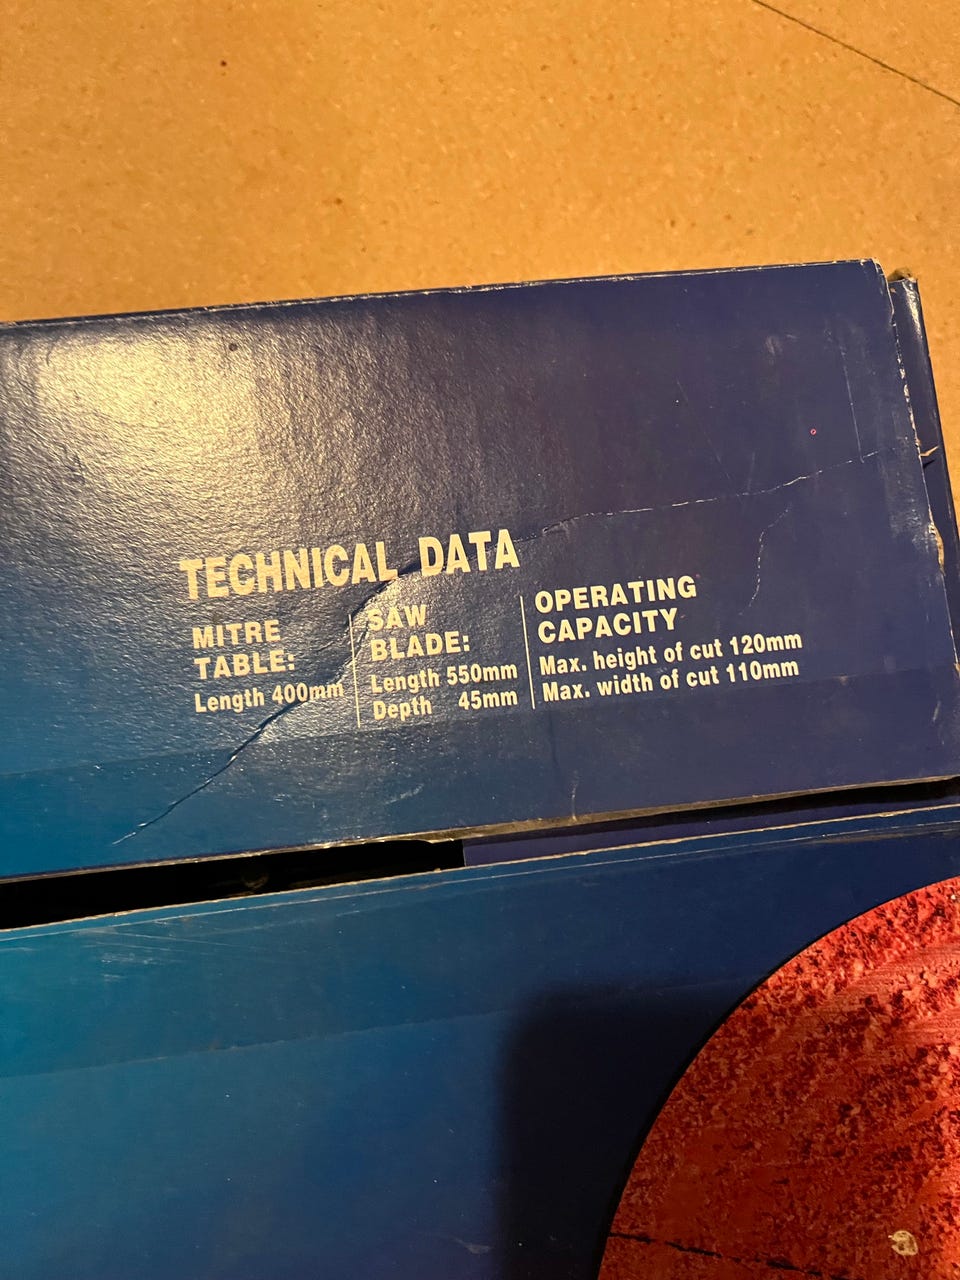 TECHNICAL DATA
MITRE
TABLE:
Length 400mm
SAW
BLADE:
Length 550mm
Depth 45mm
OPERATING
CAPACITY
Max. height of cut 120mm
Max. width of cut 110mm